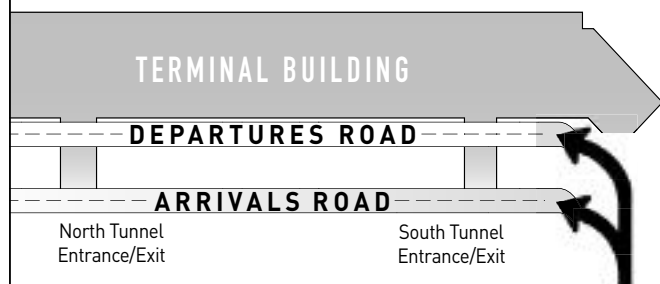 TERMINAL BUILDING
DEPARTURES ROAD
ARRIVALS ROAD
North Tunnel
Entrance/Exit
South Tunnel
Entrance/Exit